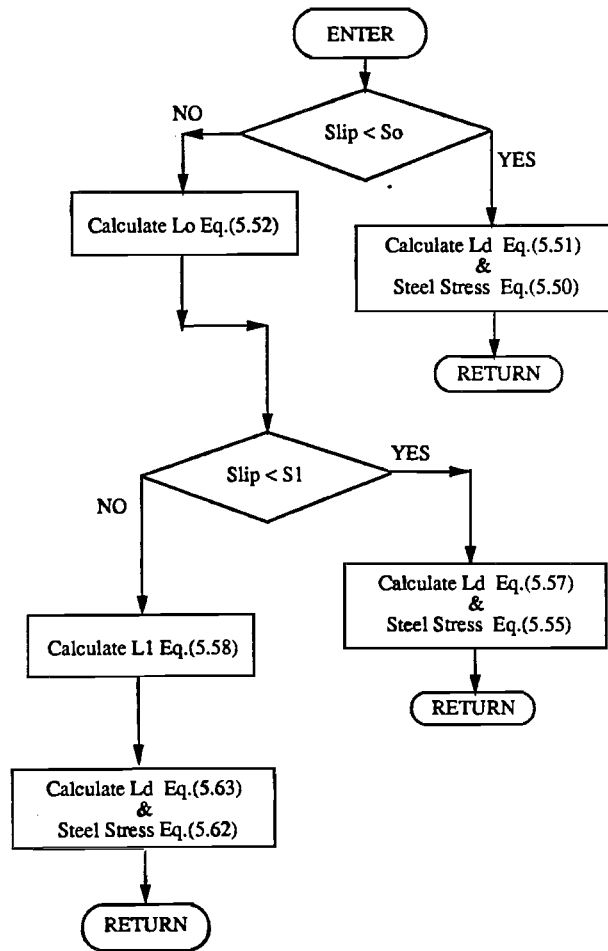 ENTER
Slip < So
NO
YES
Calculate Lo Eq.(5.52)
Calculate Ld Eq.(5.51)
&
Steel Stress Eq.(5.50)
RETURN
Slip < S1
YES
NO
Calculate Ld Eq.(5.57)
&
Steel Stress Eq.(5.55)
Calculate L1 Eq.(5.58)
RETURN
Calculate Ld Eq.(5.63)
&
Steel Stress Eq.(5.62)
RETURN